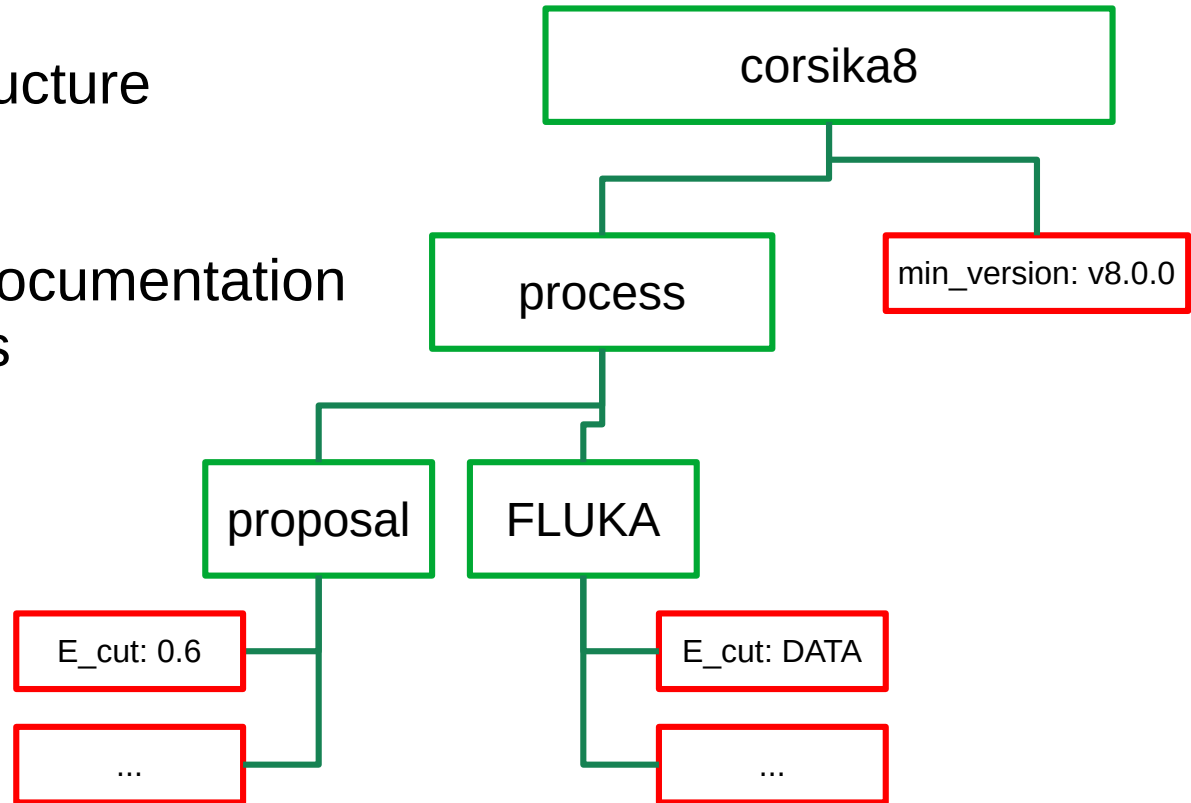 ucture
ocumentation
s
corsika8
process
min_version: v8.0.0
proposal
FLUKA
E_cut: 0.6
E_cut: DATA
...
...